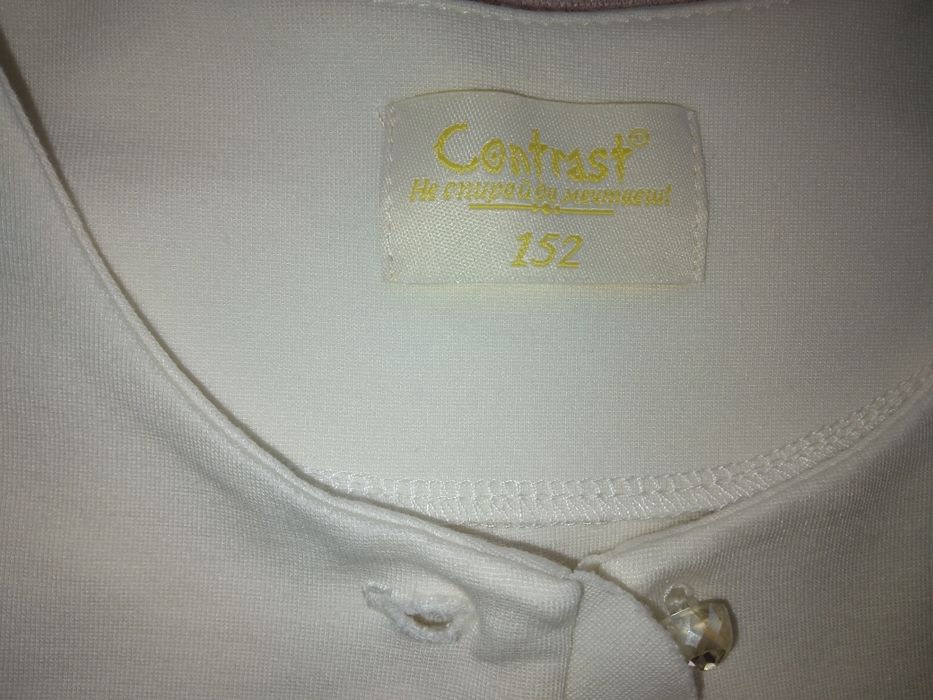 Contrast®
Не спирай да мечтаеш!
152